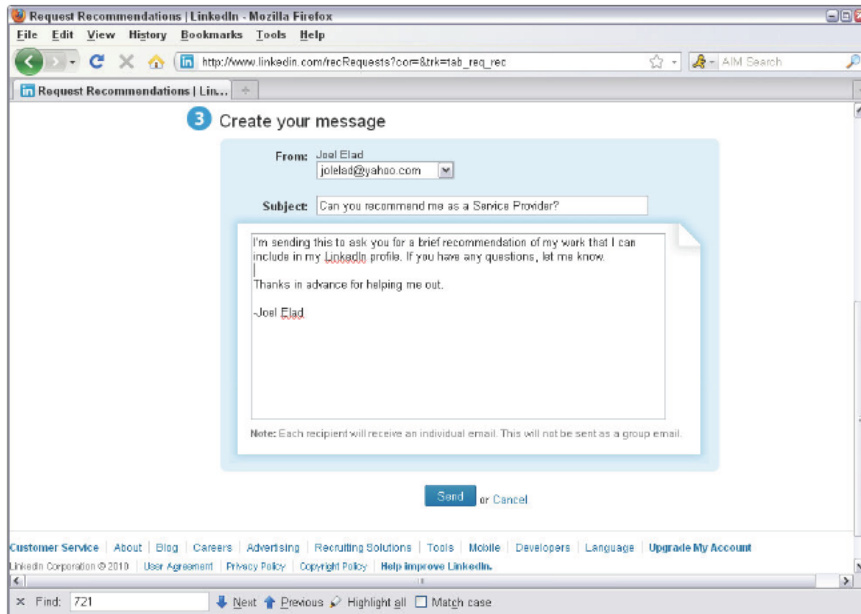 Request Recommendations | LinkedIn - Mozilla Firefox
File Edit View History Bookmarks Tools Help
http://www.linkedin.com/recRequests?cor=&trk=tab_req_rec AIM Search
Request Recommendations | Lin...
3 Create your message
From: Joel Elad
jolelad@yahoo.com
Subject: Can you recommend me as a Service Provider?
I'm sending this to ask you for a brief recommendation of my work that I can
include in my LinkedIn profile. If you have any questions, let me know.
Thanks in advance for helping me out.
-Joel Elad
Note: Each recipient will receive an individual email. This will not be sent as a group email.
Send or Cancel
Customer Service | About | Blog | Careers | Advertising | Recruiting Solutions | Tools | Mobile | Developers | Language | Upgrade My Account
LinkedIn Corporation © 2010 | User Agreement | Privacy Policy | Copyright Policy | Help improve LinkedIn.
Find: 721 Next Previous Highlight all Match case